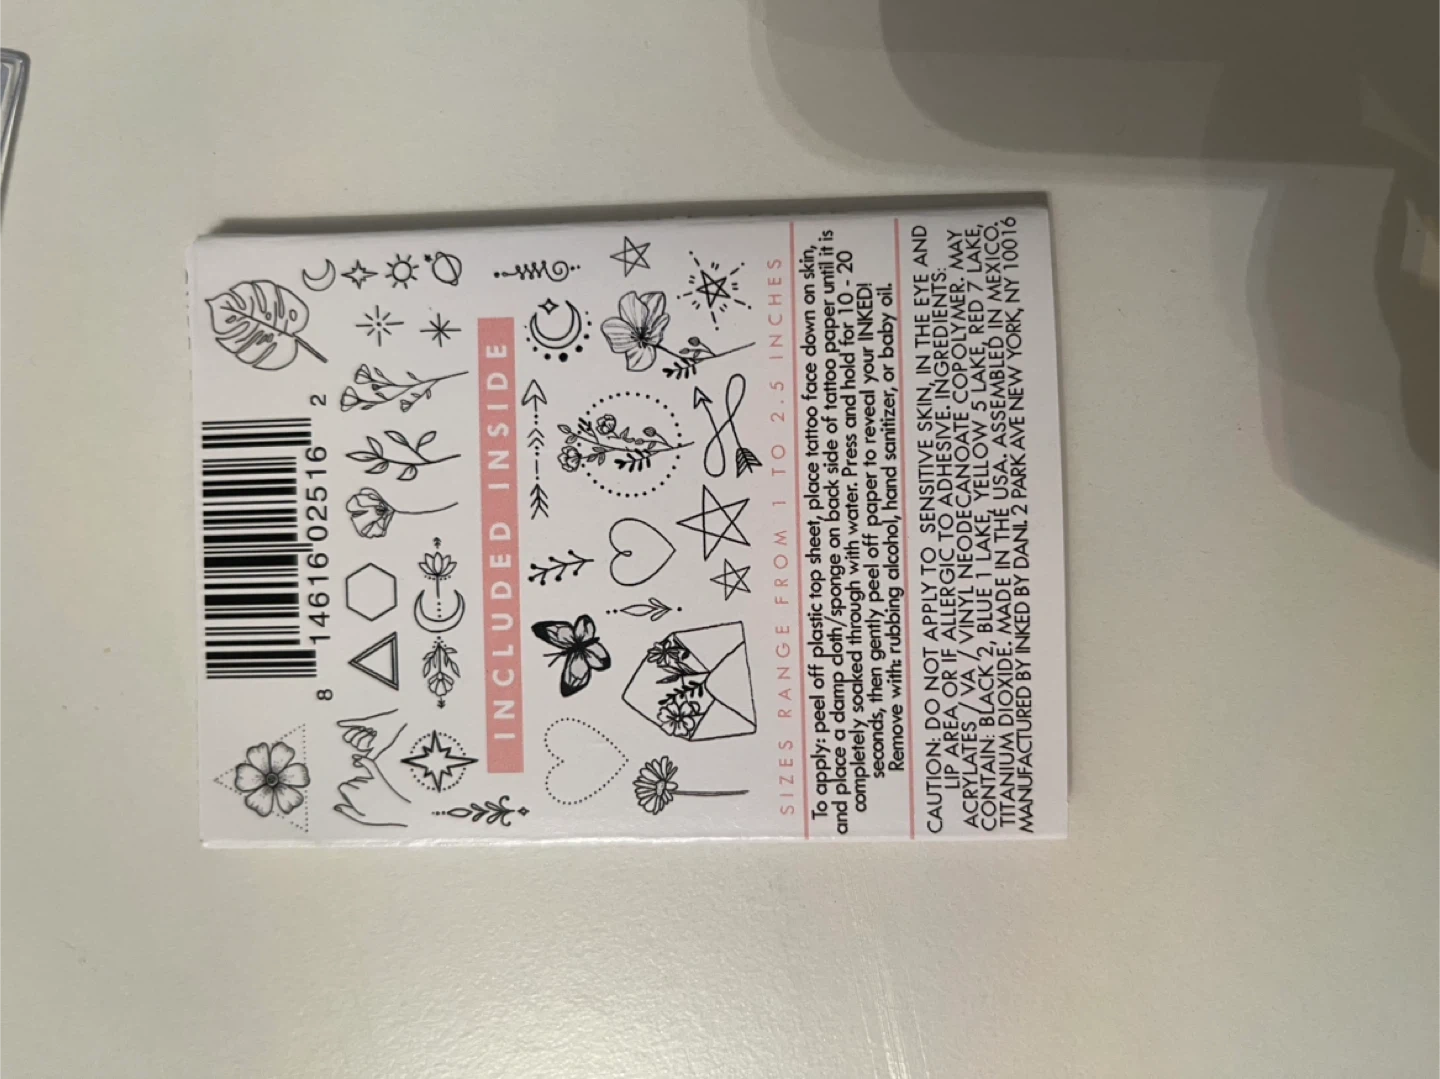 8 14616 02516 2
INCLUDED INSIDE
SIZES RANGE FROM 1 TO 2.5 INCHES
To apply: peel off plastic top sheet, place tattoo face down on skin,
and place a damp cloth/sponge on back side of tattoo paper until it is
completely soaked through with water. Press and hold for 10 - 20
seconds, then gently peel off paper to reveal your INKED!
Remove with: rubbing alcohol, hand sanitizer, or baby oil.
CAUTION: DO NOT APPLY TO SENSITIVE SKIN, IN THE EYE AND
LIP AREA, OR IF ALLERGIC TO ADHESIVE. INGREDIENTS:
ACRYLATES / VA / VINYL NEODECANOATE COPOLYMER. MAY
CONTAIN: BLACK 2, BLUE 1 LAKE, YELLOW 5 LAKE, RED 7 LAKE,
TITANIUM DIOXIDE. MADE IN THE USA. ASSEMBLED IN MEXICO.
MANUFACTURED BY INKED BY DANI. 2 PARK AVE NEW YORK, NY 10016